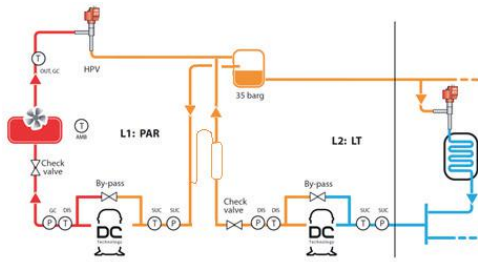 HPV
T
OUT, GC
35 barg
T
AMB
L1: PAR
L2: LT
Check
valve
By-pass
By-pass
Check
valve
GC DIS
P T
SUC SUC
T P
DIS DIS
P T
SUC SUC
T P
DC
Technology
DC
Technology